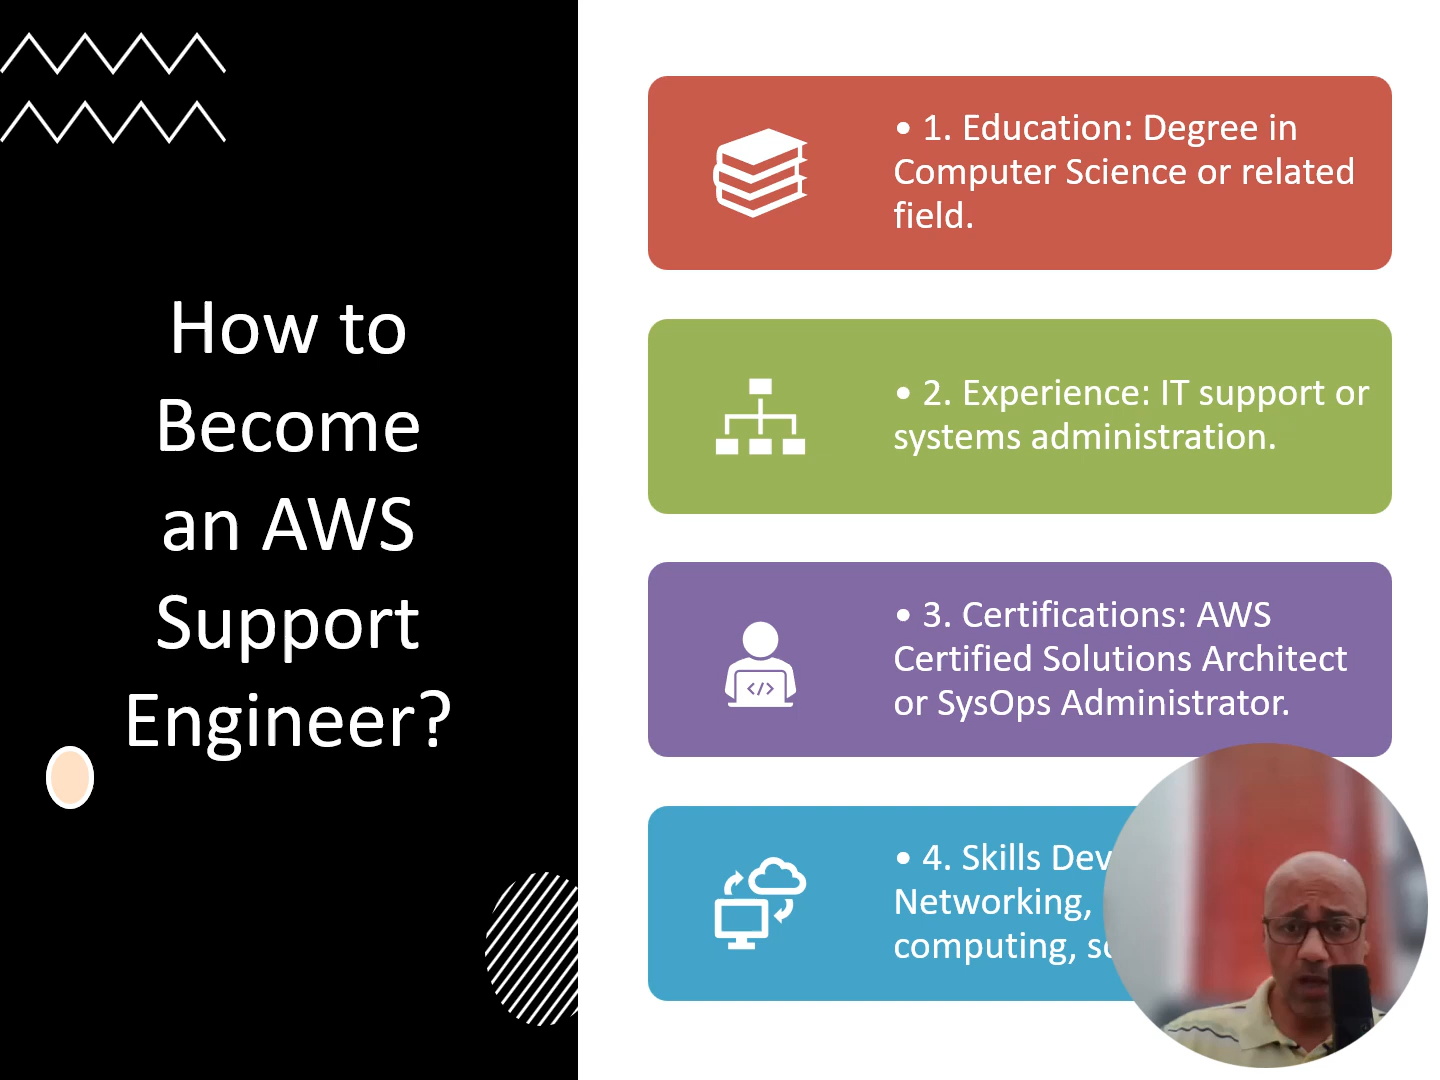 How to
Become
an AWS
Support
Engineer?
• 1. Education: Degree in
Computer Science or related
field.
• 2. Experience: IT support or
systems administration.
• 3. Certifications: AWS
Certified Solutions Architect
or SysOps Administrator.
• 4. Skills
Networking,
computing,